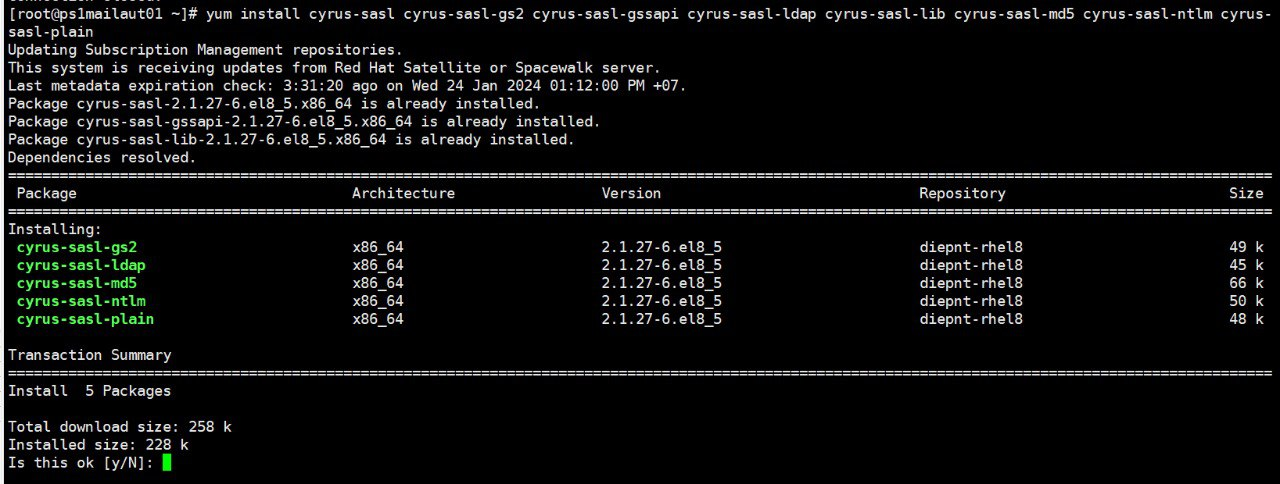 [root@ps1mailaut01 ~]# yum install cyrus-sasl cyrus-sasl-gs2 cyrus-sasl-gssapi cyrus-sasl-ldap cyrus-sasl-lib cyrus-sasl-md5 cyrus-sasl-ntlm cyrus-
sasl-plain
Updating Subscription Management repositories.
This system is receiving updates from Red Hat Satellite or Spacewalk server.
Last metadata expiration check: 3:31:20 ago on Wed 24 Jan 2024 01:12:00 PM +07.
Package cyrus-sasl-2.1.27-6.el8_5.x86_64 is already installed.
Package cyrus-sasl-gssapi-2.1.27-6.el8_5.x86_64 is already installed.
Package cyrus-sasl-lib-2.1.27-6.el8_5.x86_64 is already installed.
Dependencies resolved.
Package Architecture Version Repository Size
Installing:
cyrus-sasl-gs2 x86_64 2.1.27-6.el8_5 diepnt-rhel8 49 k
cyrus-sasl-ldap x86_64 2.1.27-6.el8_5 diepnt-rhel8 45 k
cyrus-sasl-md5 x86_64 2.1.27-6.el8_5 diepnt-rhel8 66 k
cyrus-sasl-ntlm x86_64 2.1.27-6.el8_5 diepnt-rhel8 50 k
cyrus-sasl-plain x86_64 2.1.27-6.el8_5 diepnt-rhel8 48 k
Transaction Summary
Install 5 Packages
Total download size: 258 k
Installed size: 228 k
Is this ok [y/N]: